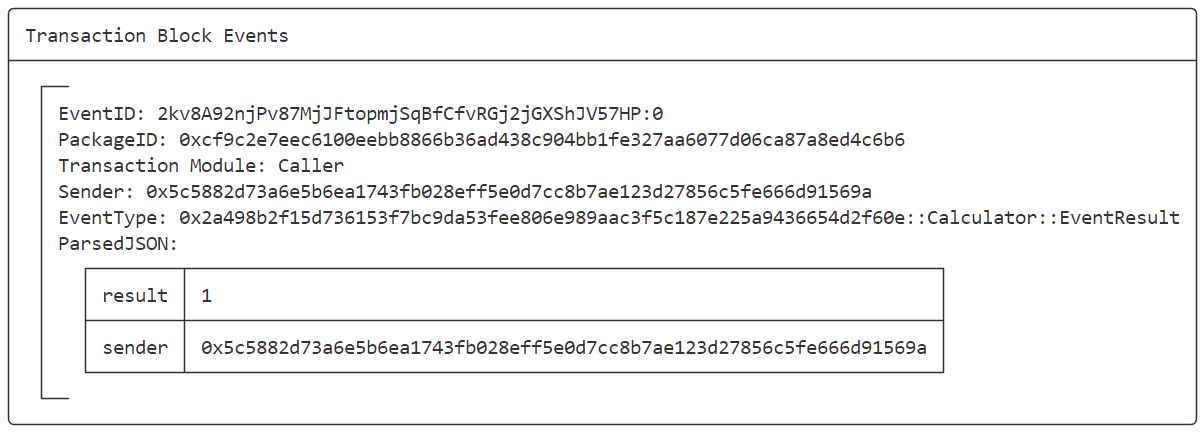 Transaction Block Events
EventID: 2kv8A92njPv87MjJFtopmjSqBfCfvRGj2jGXShJV57HP:0
PackageID: 0xcf9c2e7eec6100eebb8866b36ad438c904bb1fe327aa6077d06ca87a8ed4c6b6
Transaction Module: Caller
Sender: 0x5c5882d73a6e5b6ea1743fb028eff5e0d7cc8b7ae123d27856c5fe666d91569a
EventType: 0x2a498b2f15d736153f7bc9da53fee806e989aac3f5c187e225a9436654d2f60e::Calculator::EventResult
ParsedJSON:
result 1
sender 0x5c5882d73a6e5b6ea1743fb028eff5e0d7cc8b7ae123d27856c5fe666d91569a